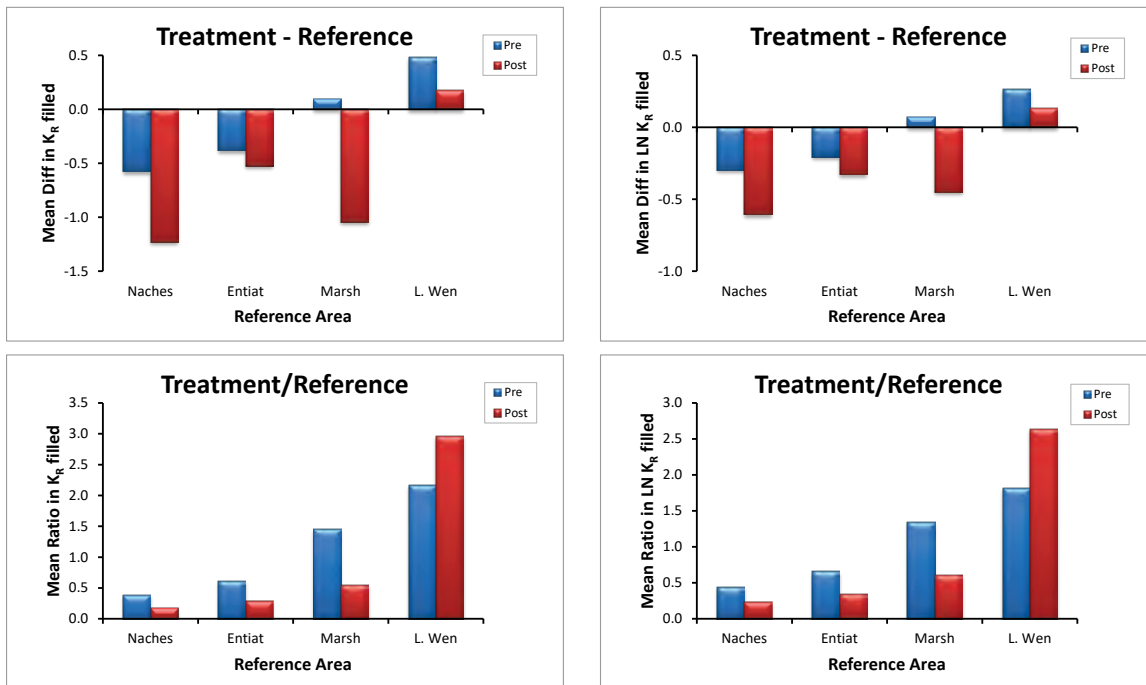 Treatment - Reference
Pre
Post
Mean Diff in KR filled
0.5
0.0
-0.5
-1.0
-1.5
Naches Entiat Marsh L. Wen
Reference Area
Treatment - Reference
Pre
Post
Mean Diff in LN KR filled
0.5
0.0
-0.5
-1.0
Naches Entiat Marsh L. Wen
Reference Area
Treatment/Reference
Pre
Post
Mean Ratio in KR filled
3.5
3.0
2.5
2.0
1.5
1.0
0.5
0.0
Naches Entiat Marsh L. Wen
Reference Area
Treatment/Reference
Pre
Post
Mean Ratio in LN KR filled
3.0
2.5
2.0
1.5
1.0
0.5
0.0
Naches Entiat Marsh L. Wen
Reference Area